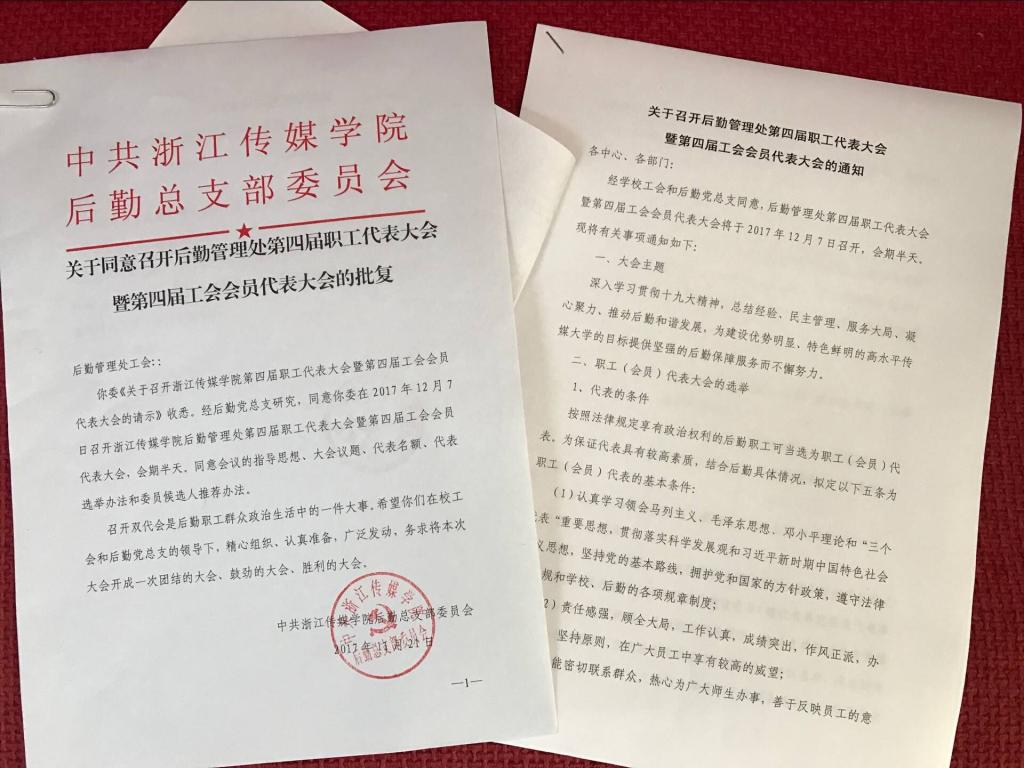 中共浙江传媒学院
后勤总支部委员会
关于同意召开后勤管理处第四届职工代表大会
暨第四届工会会员代表大会的批复
后勤管理处工会::
你委《关于召开浙江传媒学院第四届职工代表大会暨第四届工会会员
代表大会的请示》收悉。经后勤党总支研究，同意你委在 2017 年 12 月 7
日召开浙江传媒学院后勤管理处第四届职工代表大会暨第四届工会会员
代表大会，会期半天。同意会议的指导思想、大会议题、代表名额、代表
选举办法和委员候选人推荐办法。
召开双代会是后勤职工群众政治生活中的一件大事。希望你们在校工
会和后勤党总支的领导下，精心组织、认真准备，广泛发动，务求将本次
大会开成一次团结的大会、鼓劲的大会、胜利的大会。
中共浙江传媒学院后勤总支部委员会
2017 年 11 月 21 日
中共浙江传媒学院
后勤总支部委员会
—1—
关于召开后勤管理处第四届职工代表大会
暨第四届工会会员代表大会的通知
各中心、各部门：
经学校工会和后勤党总支同意，后勤管理处第四届职工代表大会
暨第四届工会会员代表大会将于 2017 年 12 月 7 日召开，会期半天。
现将有关事项通知如下：
一、大会主题
深入学习贯彻十九大精神，总结经验、民主管理、服务大局、凝
心聚力、推动后勤和谐发展，为建设优势明显、特色鲜明的高水平传
媒大学的目标提供坚强的后勤保障服务而不懈努力。
二、职工（会员）代表大会的选举
1、代表的条件
按照法律规定享有政治权利的后勤职工可当选为职工（会员）代
表。为保证代表具有较高素质，结合后勤具体情况，拟定以下五条为
职工（会员）代表的基本条件：
(1)认真学习领会马列主义、毛泽东思想、邓小平理论和“三个
代表“重要思想，贯彻落实科学发展观和习近平新时期中国特色社会
义思想，坚持党的基本路线，拥护党和国家的方针政策，遵守法律
规和学校、后勤的各项规章制度；
2)责任感强，顾全大局，工作认真，成绩突出，作风正派，办
坚持原则，在广大员工中享有较高的威望；
能密切联系群众，热心为广大师生办事，善于反映员工的意